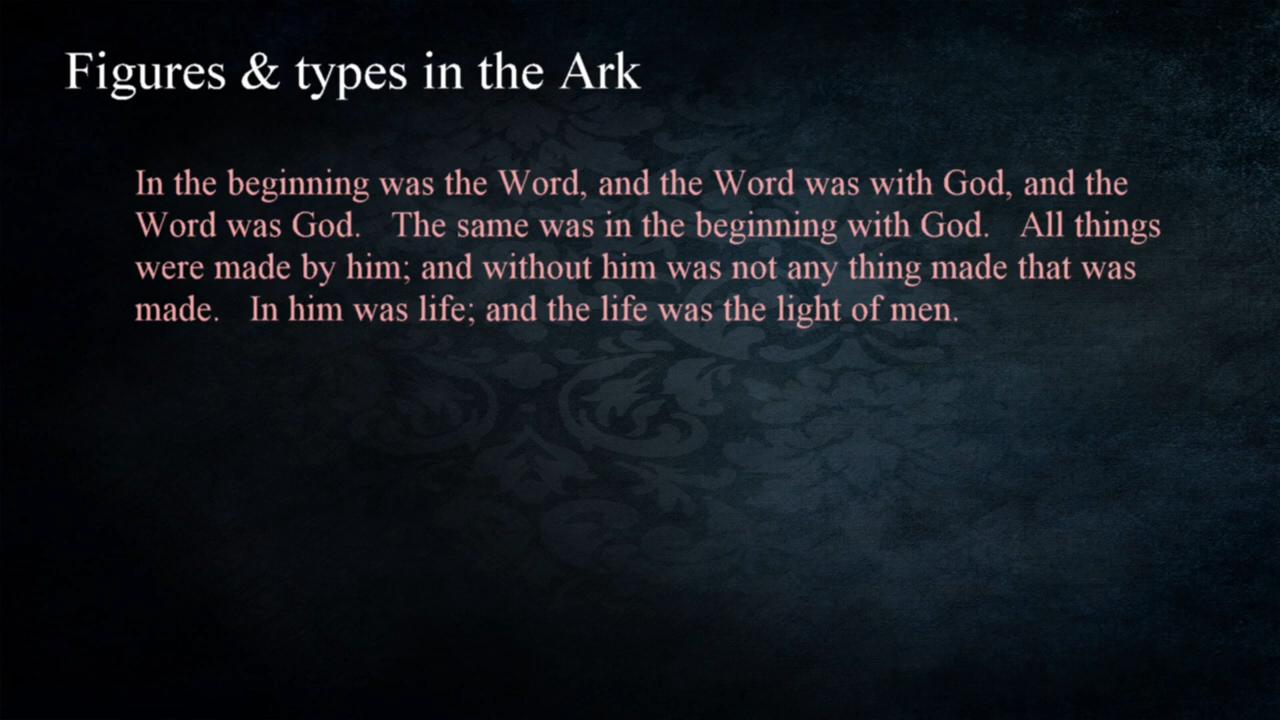 Figures & types in the Ark
In the beginning was the Word, and the Word was with God, and the
Word was God.   The same was in the beginning with God.   All things
were made by him; and without him was not any thing made that was
made.   In him was life; and the life was the light of men.